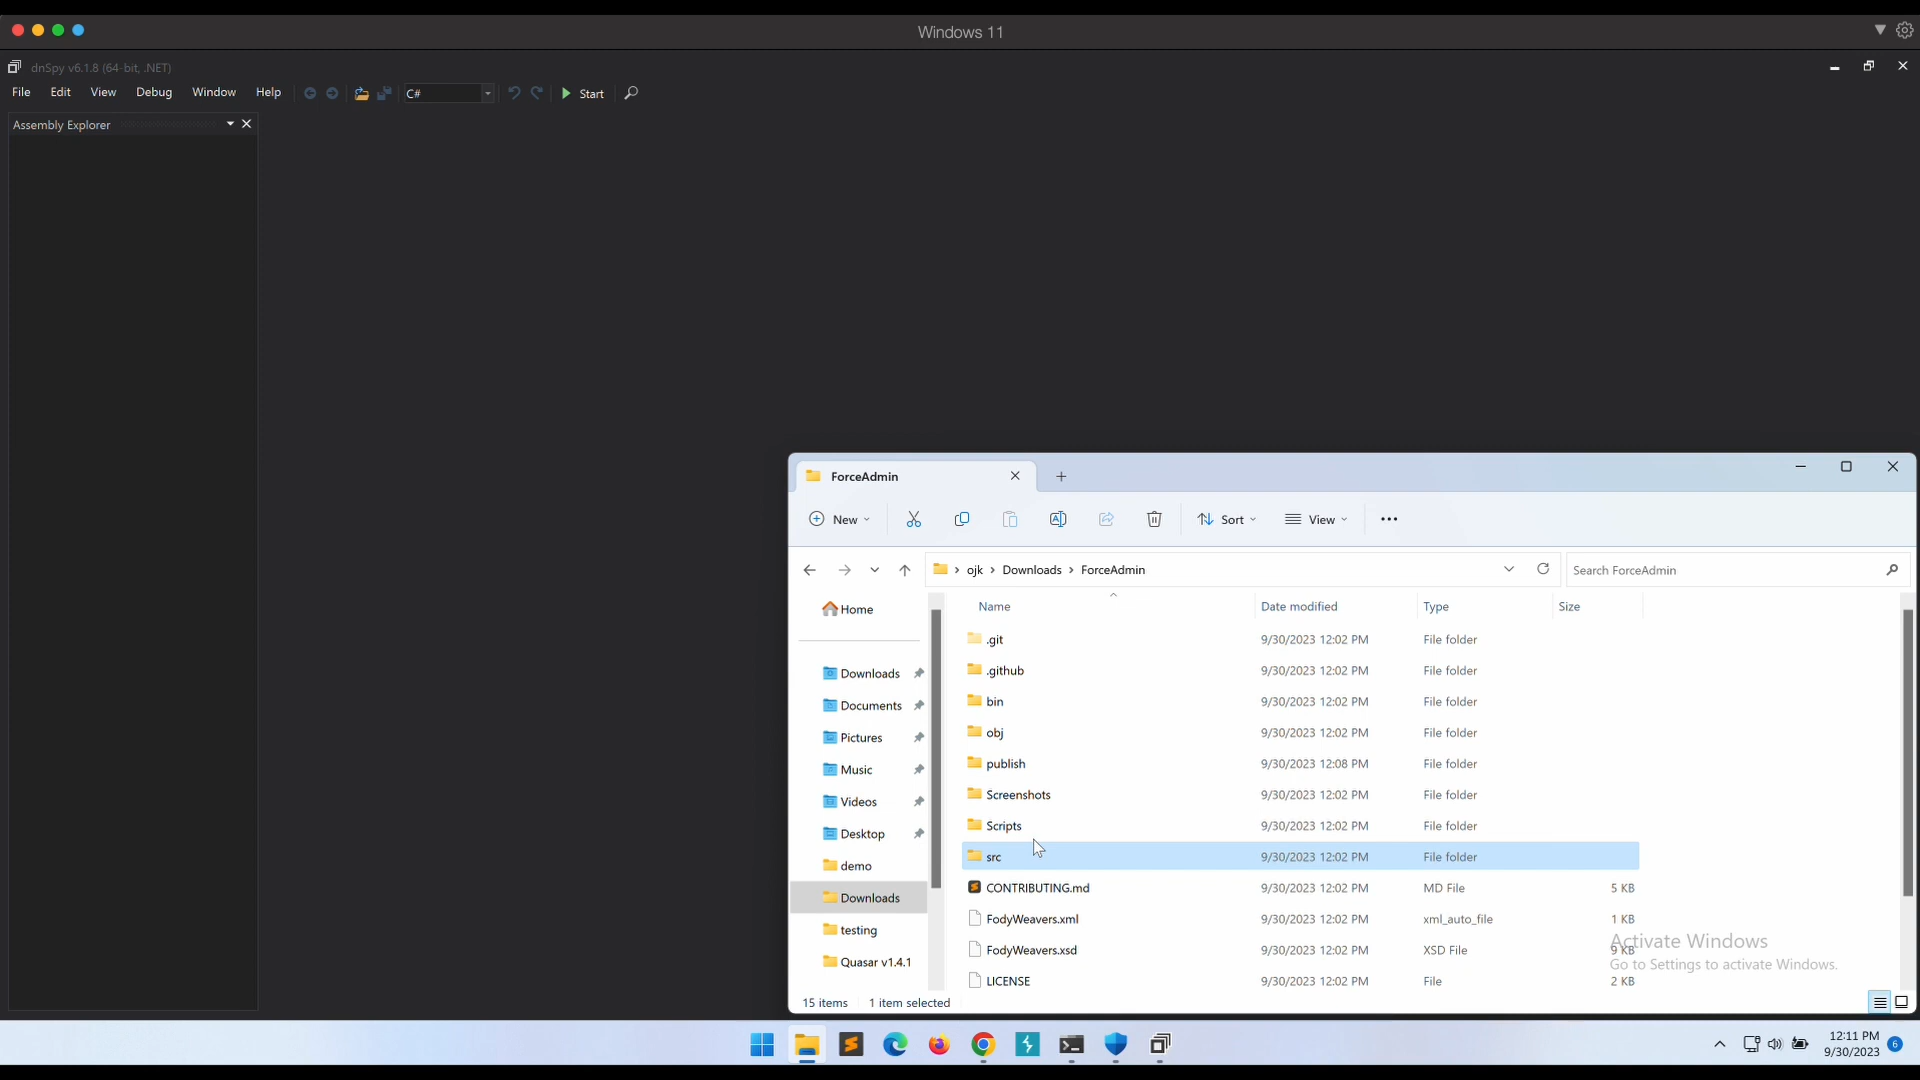 Windows 11
dnSpy v6.1.8 (64-bit, .NET)
File Edit View Debug Window Help C# Start
Assembly Explorer
ForceAdmin
New Sort View
ojk > Downloads > ForceAdmin Search ForceAdmin
Home
Downloads
Documents
Pictures
Music
Videos
Desktop
demo
Downloads
testing
Quasar v1.4.1
Name Date modified Type Size
.git 9/30/2023 12:02 PM File folder
.github 9/30/2023 12:02 PM File folder
bin 9/30/2023 12:02 PM File folder
obj 9/30/2023 12:02 PM File folder
publish 9/30/2023 12:08 PM File folder
Screenshots 9/30/2023 12:02 PM File folder
Scripts 9/30/2023 12:02 PM File folder
src 9/30/2023 12:02 PM File folder
CONTRIBUTING.md 9/30/2023 12:02 PM MD File 5 KB
FodyWeavers.xml 9/30/2023 12:02 PM xml_auto_file 1 KB
FodyWeavers.xsd 9/30/2023 12:02 PM XSD File 9 KB
LICENSE 9/30/2023 12:02 PM File 2 KB
Activate Windows
Go to Settings to activate Windows.
15 items 1 item selected
12:11 PM
9/30/2023 6